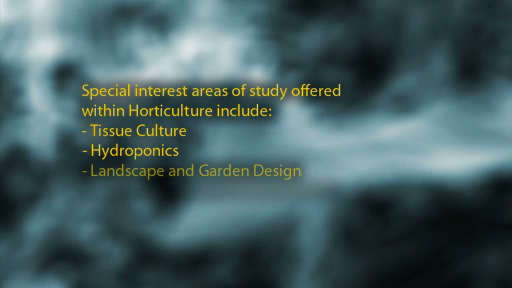 Special interest areas of study offered
within Horticulture include:
- Tissue Culture
- Hydroponics
- Landscape and Garden Design